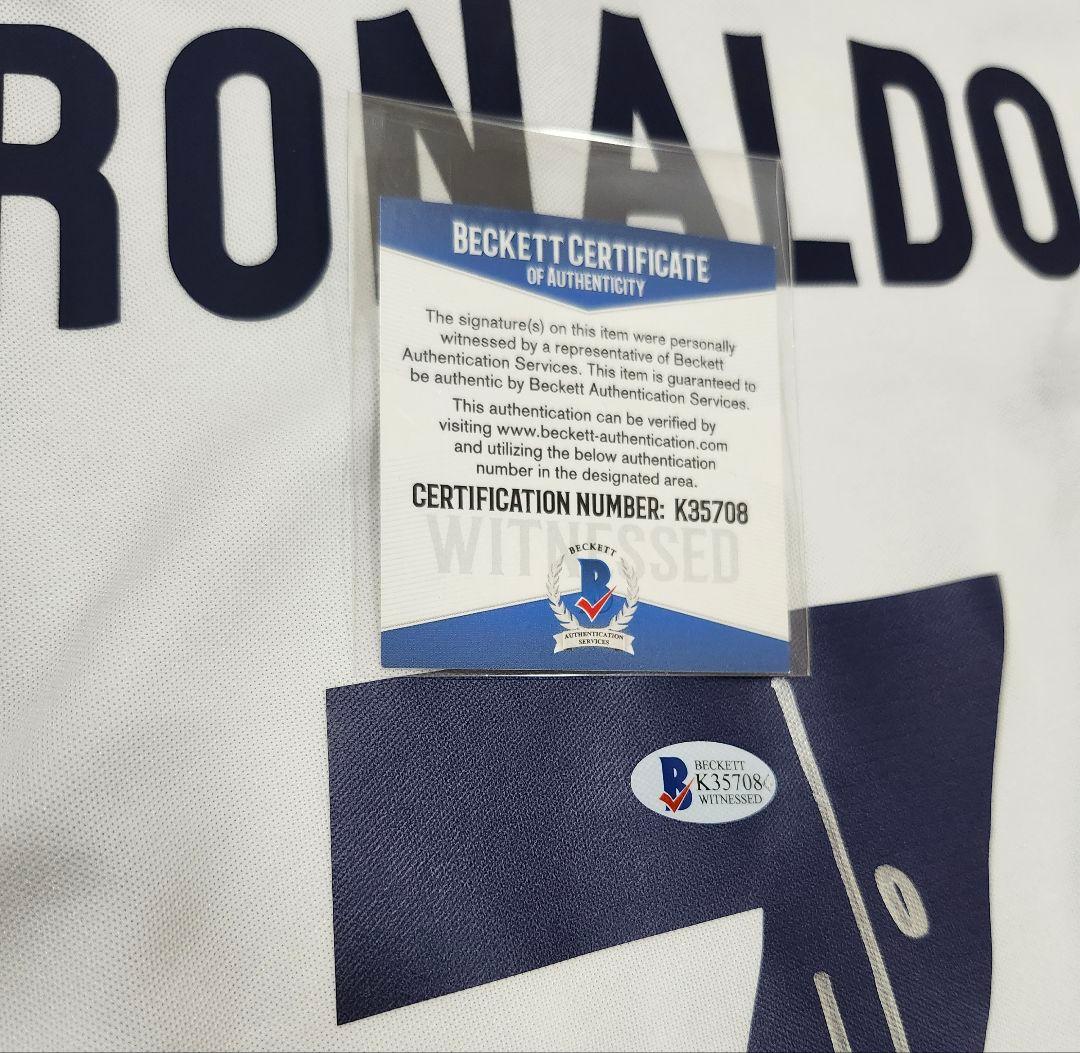 RONALDO
BECKETT CERTIFICATE
OF AUTHENTICITY
The signature(s) on this item were personally
witnessed by a representative of Beckett
Authentication Services. This item is guaranteed to
be authentic by Beckett Authentication Services.
This authentication can be verified by
visiting www.beckett-authentication.com
and utilizing the below authentication
number in the designated area.
CERTIFICATION NUMBER: K35708
WITNESSED
BECKETT
B
AUTHENTICATION
SERVICES
7
B
BECKETT
K35708
WITNESSED